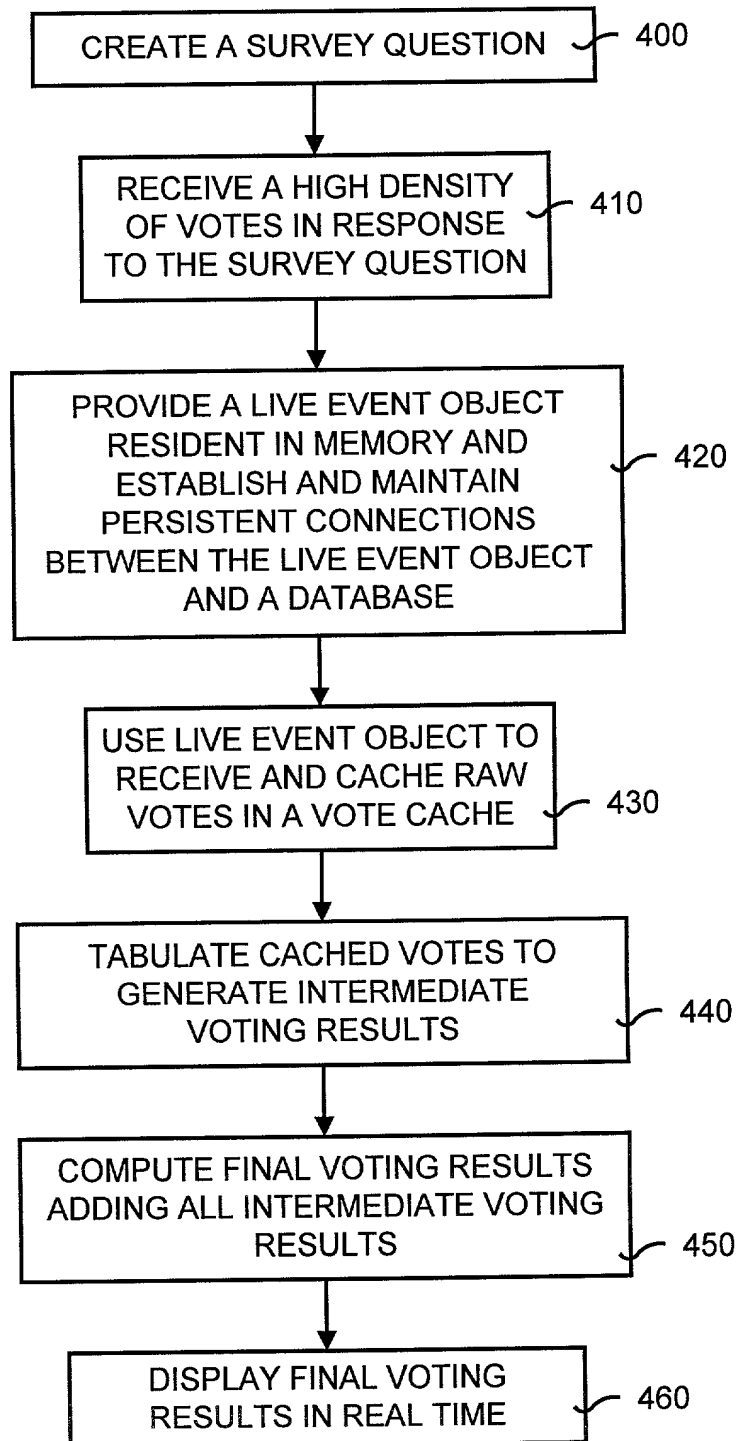 CREATE A SURVEY QUESTION
400
RECEIVE A HIGH DENSITY
OF VOTES IN RESPONSE
TO THE SURVEY QUESTION
410
PROVIDE A LIVE EVENT OBJECT
RESIDENT IN MEMORY AND
ESTABLISH AND MAINTAIN
PERSISTENT CONNECTIONS
BETWEEN THE LIVE EVENT OBJECT
AND A DATABASE
420
USE LIVE EVENT OBJECT TO
RECEIVE AND CACHE RAW
VOTES IN A VOTE CACHE
430
TABULATE CACHED VOTES TO
GENERATE INTERMEDIATE
VOTING RESULTS
440
COMPUTE FINAL VOTING RESULTS
ADDING ALL INTERMEDIATE VOTING
RESULTS
450
DISPLAY FINAL VOTING
RESULTS IN REAL TIME
460